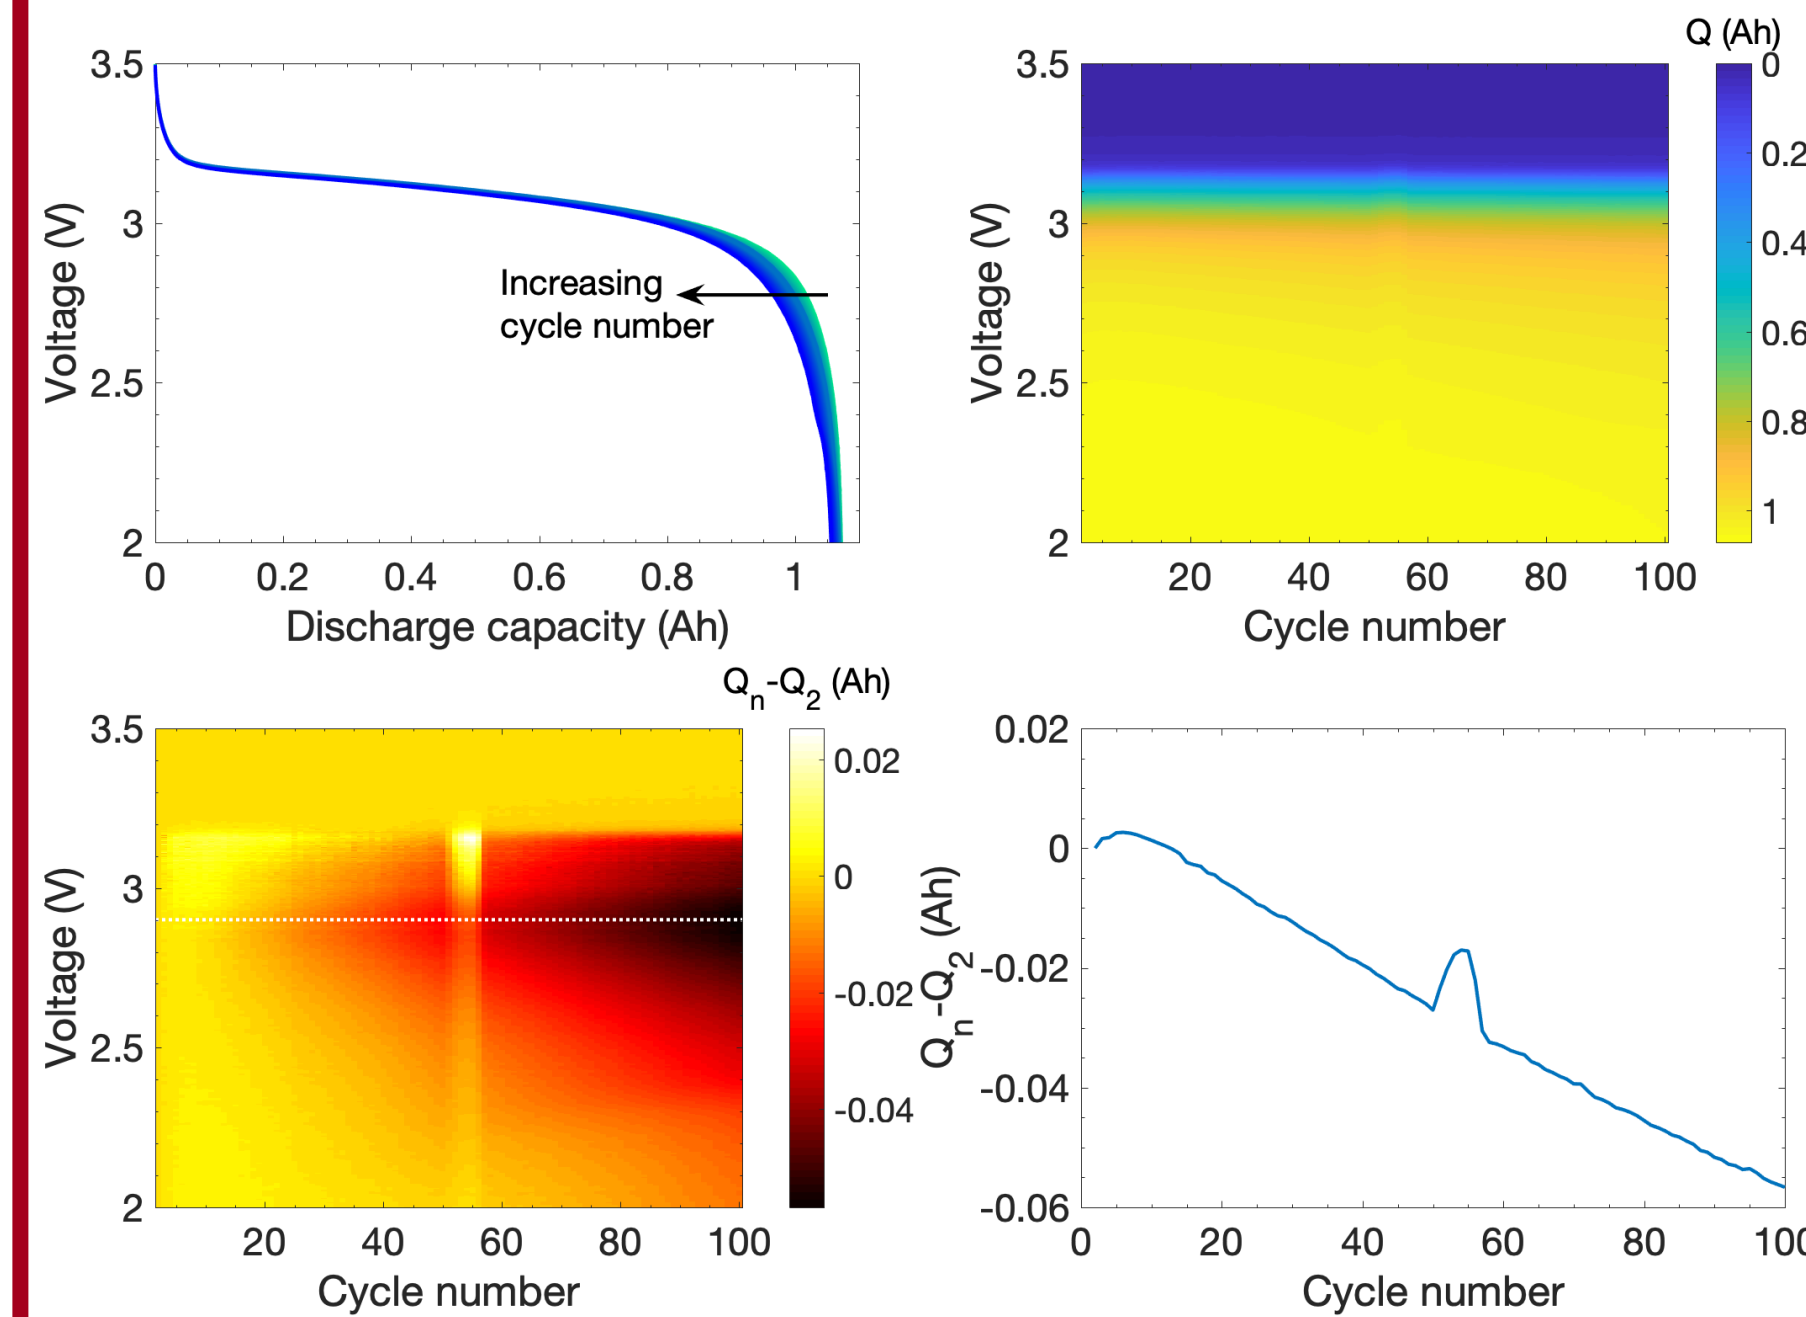 3.5
3
2.5
2
Voltage (V)
Increasing
cycle number
0 0.2 0.4 0.6 0.8 1
Discharge capacity (Ah)
Q (Ah)
3.5
3
2.5
2
Voltage (V)
20 40 60 80 100
Cycle number
0
0.2
0.4
0.6
0.8
1
Qn-Q2 (Ah)
3.5
3
2.5
2
Voltage (V)
20 40 60 80 100
Cycle number
0.02
0
-0.02
-0.04
0.02
0
-0.02
-0.04
-0.06
Qn-Q2 (Ah)
0 20 40 60 80 100
Cycle number